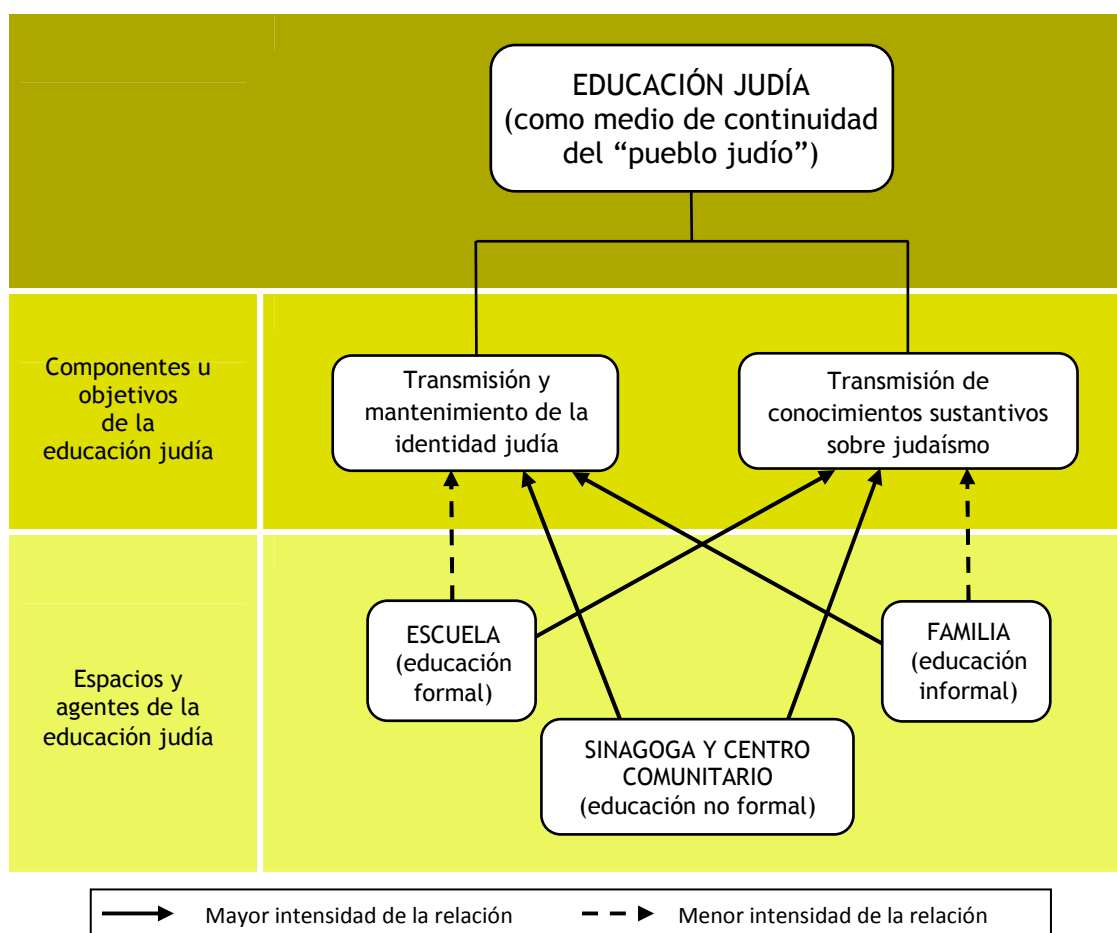 EDUCACIÓN JUDÍA
(como medio de continuidad
del “pueblo judío”)
Componentes u
objetivos
de la
educación judía
Transmisión y
mantenimiento de la
identidad judía
Transmisión de
conocimientos sustantivos
sobre judaísmo
Espacios y
agentes de la
educación judía
ESCUELA
(educación
formal)
FAMILIA
(educación
informal)
SINAGOGA Y CENTRO
COMUNITARIO
(educación no formal)
Mayor intensidad de la relación
Menor intensidad de la relación